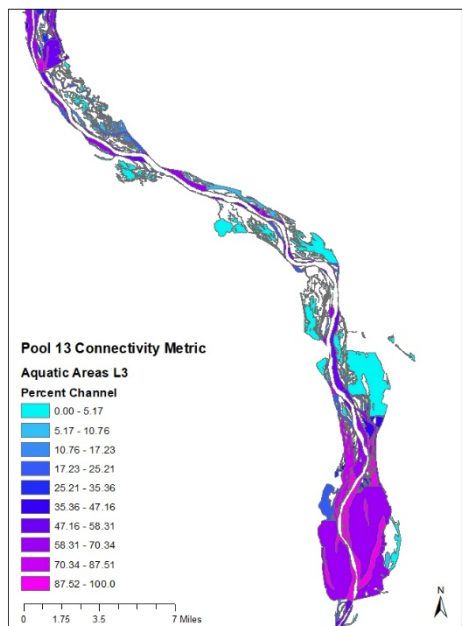 Pool 13 Connectivity Metric
Aquatic Areas L3
Percent Channel
0.00 - 5.17
5.17 - 10.76
10.76 - 17.23
17.23 - 25.21
25.21 - 35.36
35.36 - 47.16
47.16 - 58.31
58.31 - 70.34
70.34 - 87.51
87.52 - 100.0
N
0 1.75 3.5 7 Miles